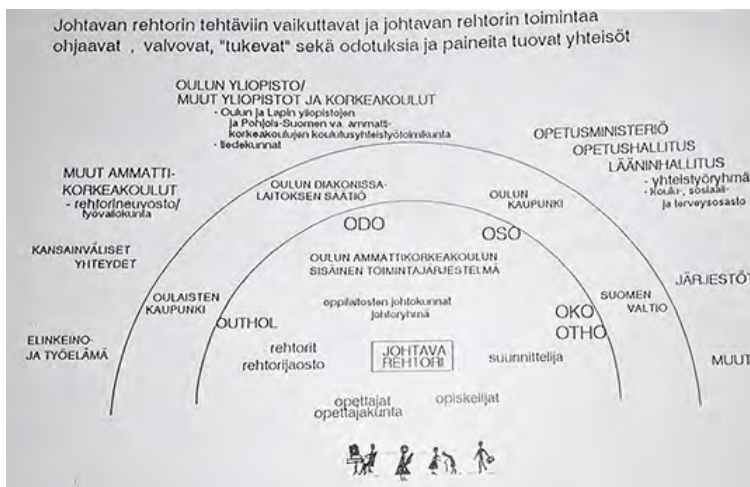 Johtavan rehtorin tehtäviin vaikuttavat ja johtavan rehtorin toimintaa
ohjaavat , valvovat, "tukevat" sekä odotuksia ja paineita tuovat yhteisöt
OULUN YLIOPISTO/
MUUT YLIOPISTOT JA KORKEAKOULUT
- Oulun ja Lapin yliopistojen
ja Pohjois-Suomen va. ammatti-
korkeakoulujen koulutusyhteistyötoimikunta
- tiedekunnat
OPETUSMINISTERIÖ
OPETUSHALLITUS
LÄÄNINHALLITUS
- yhteistyöryhmä
- koulu-, sosiaali-
ja terveysosasto
MUUT AMMATTI-
KORKEAKOULUT
- rehtorineuvosto/
työvaliokunta
OULUN DIAKONISSA-
LAITOKSEN SÄÄTIÖ
OULUN
KAUPUNKI
ODO
OSO
KANSAINVÄLISET
YHTEYDET
OULUN AMMATTIKORKEAKOULUN
SISÄINEN TOIMINTAJÄRJESTELMÄ
JÄRJESTÖT
OULAISTEN
KAUPUNKI
oppilaitosten johtokunnat
johtoryhmä
SUOMEN
VALTIO
OUTHOL
OKO
OTHO
ELINKEINO-
JA TYÖELÄMÄ
rehtorit
rehtorijaosto
JOHTAVA
REHTORI
suunnittelija
MUUT
opettajat
opettajakunta
opiskelijat